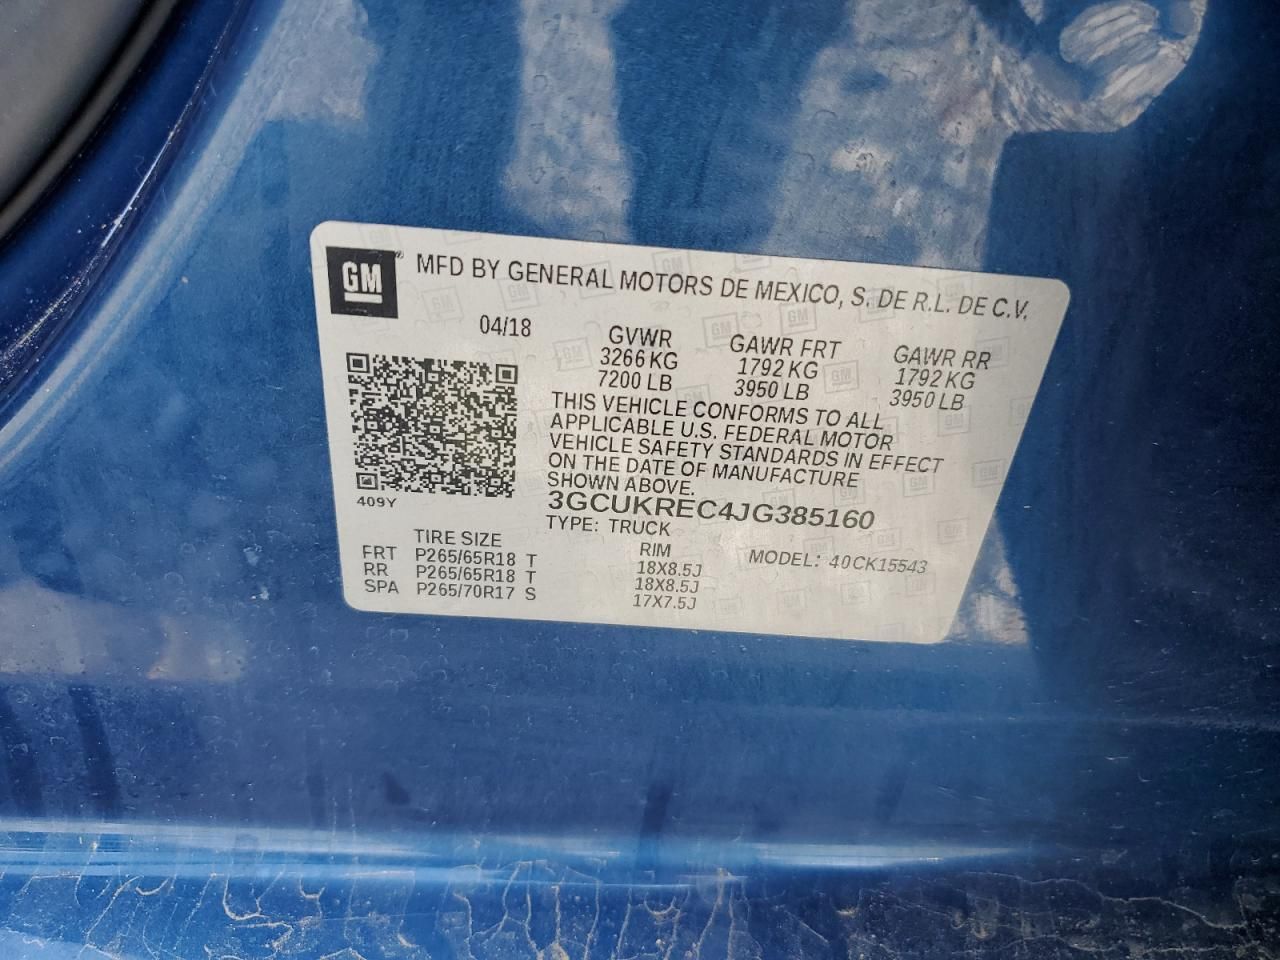 GM
MFD BY GENERAL MOTORS DE MEXICO, S. DE R.L. DE C.V.
04/18
GVWR GAWR FRT GAWR RR
3266 KG 1792 KG 1792 KG
7200 LB 3950 LB 3950 LB
THIS VEHICLE CONFORMS TO ALL
APPLICABLE U.S. FEDERAL MOTOR
VEHICLE SAFETY STANDARDS IN EFFECT
ON THE DATE OF MANUFACTURE
SHOWN ABOVE.
409Y
3GCUKREC4JG385160
TYPE: TRUCK
TIRE SIZE RIM MODEL: 40CK15543
FRT P265/65R18 T 18X8.5J
RR P265/65R18 T 18X8.5J
SPA P265/70R17 S 17X7.5J